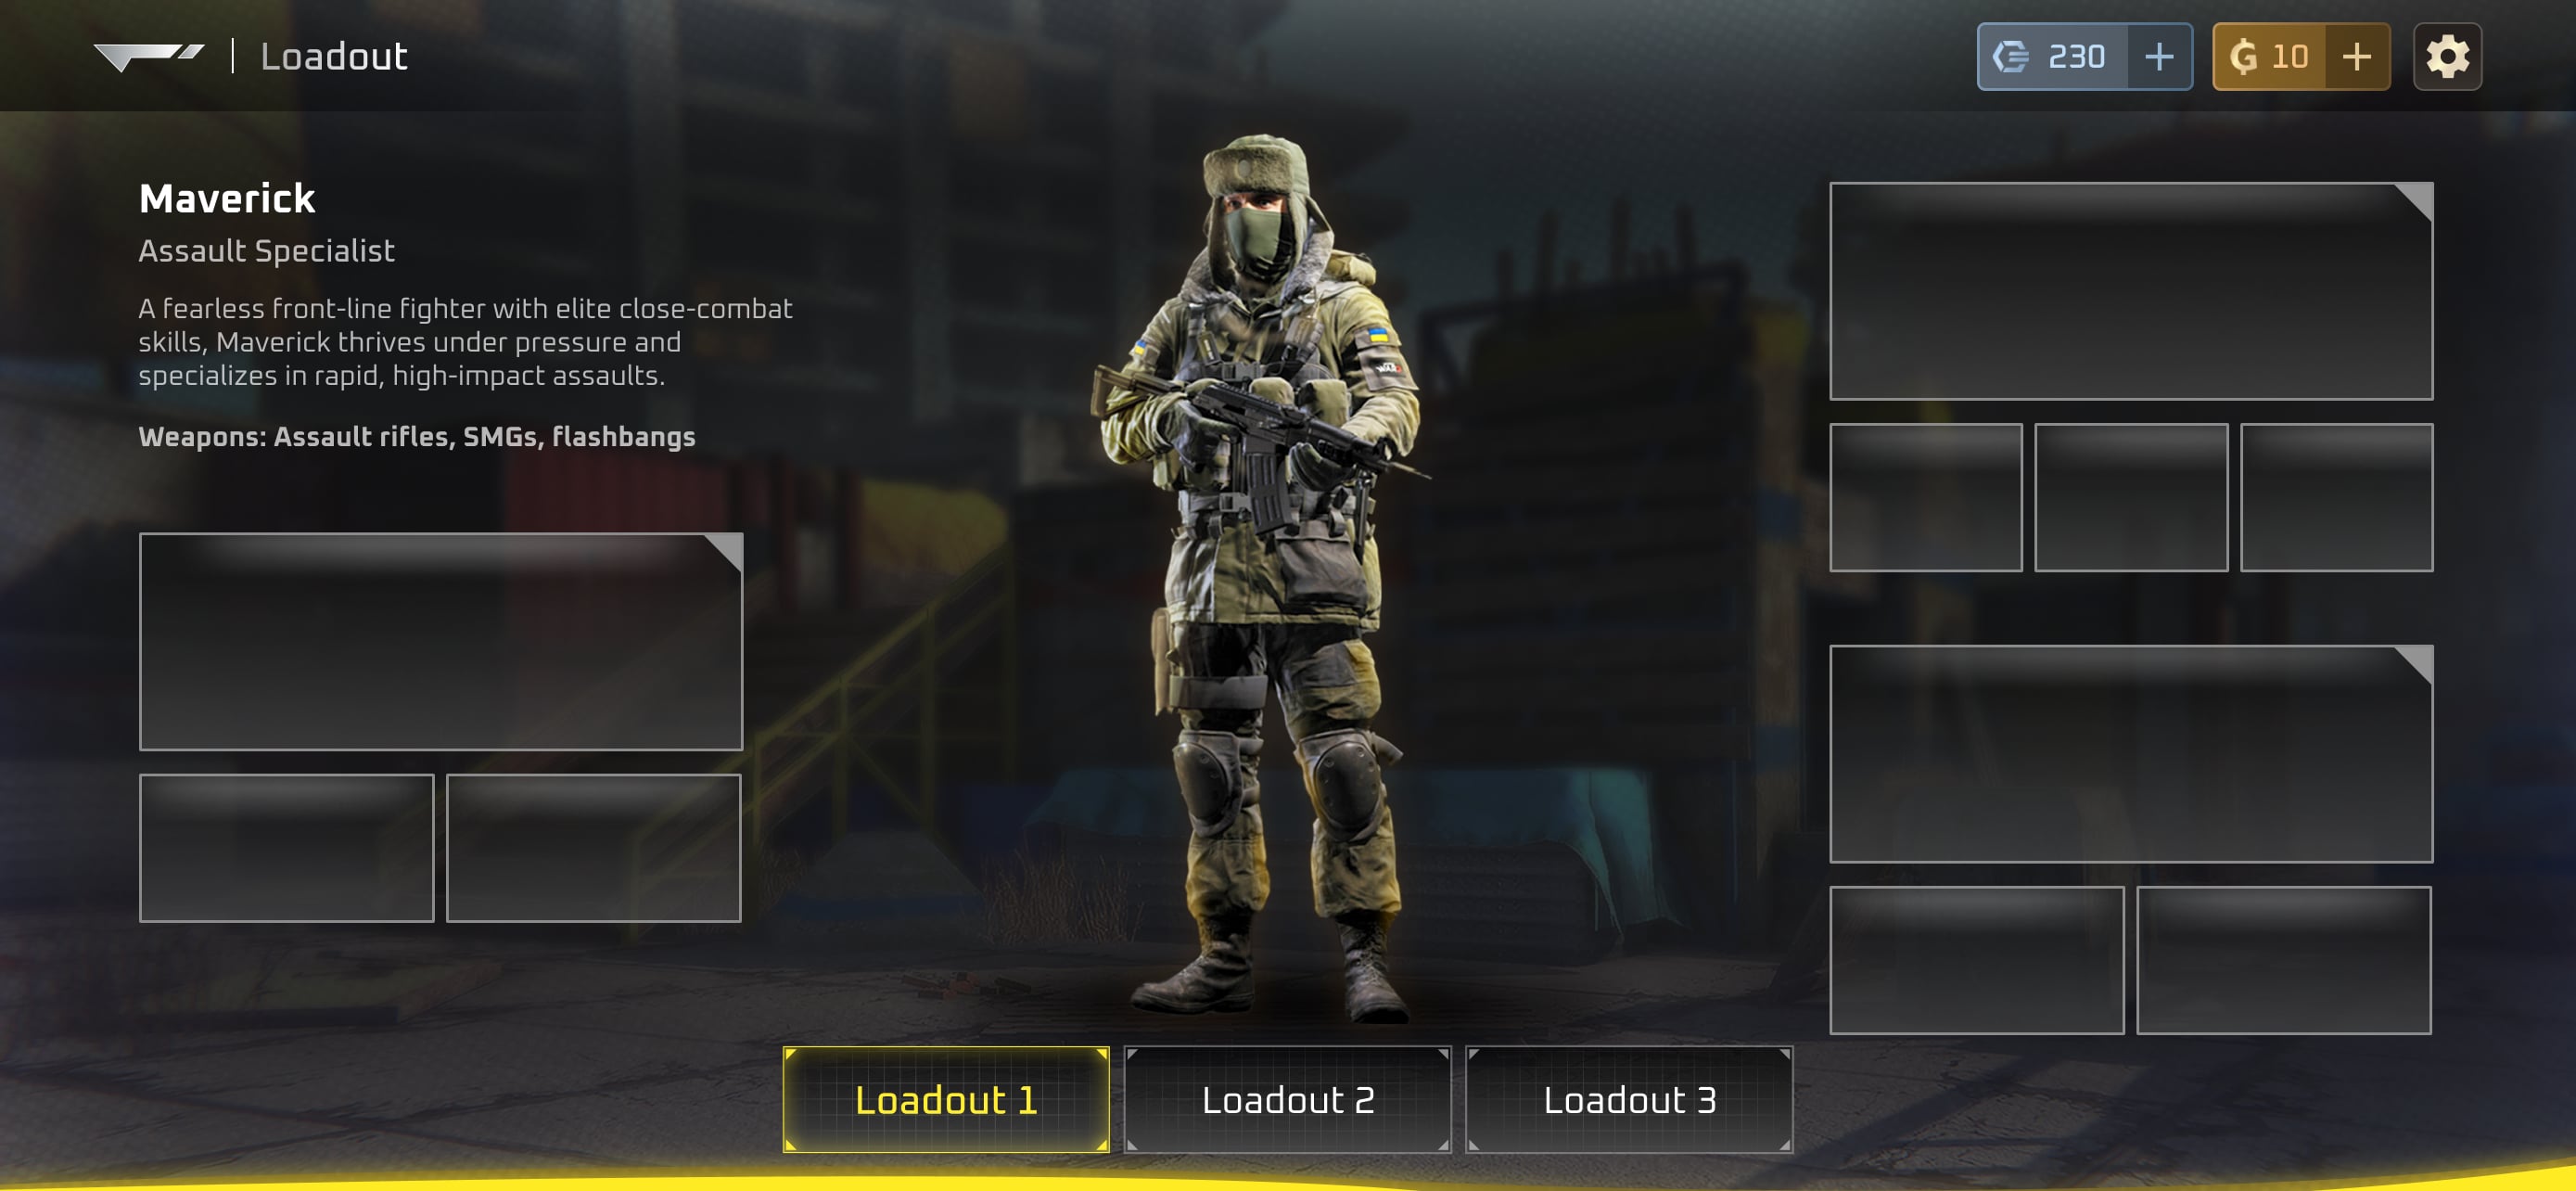 Loadout
230
10
Maverick
Assault Specialist
A fearless front-line fighter with elite close-combat
skills, Maverick thrives under pressure and
specializes in rapid, high-impact assaults.
Weapons: Assault rifles, SMGs, flashbangs
Loadout 1
Loadout 2
Loadout 3